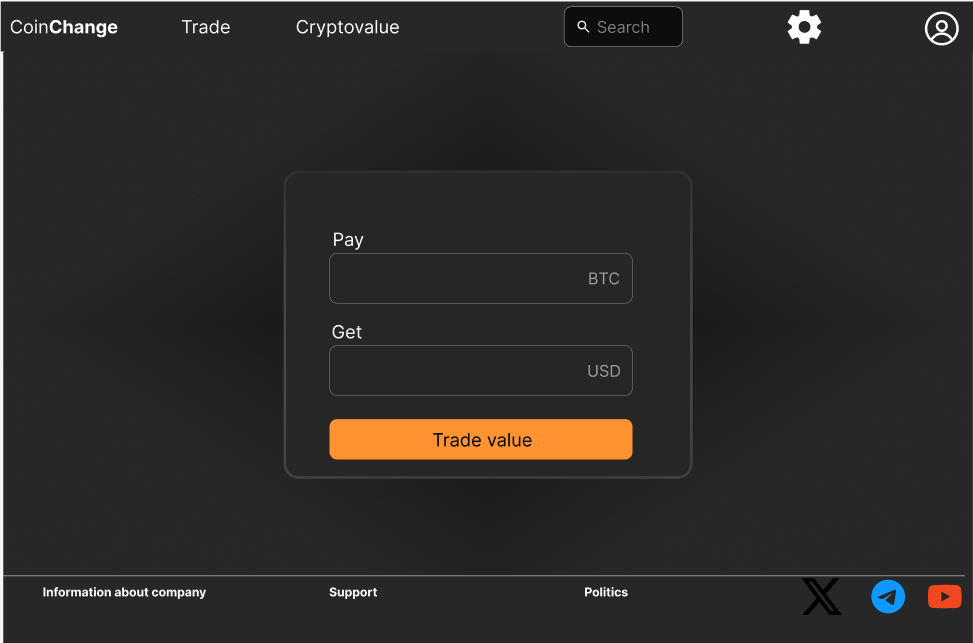 CoinChange Trade Cryptovalue Search
Pay
BTC
Get
USD
Trade value
Information about company Support Politics